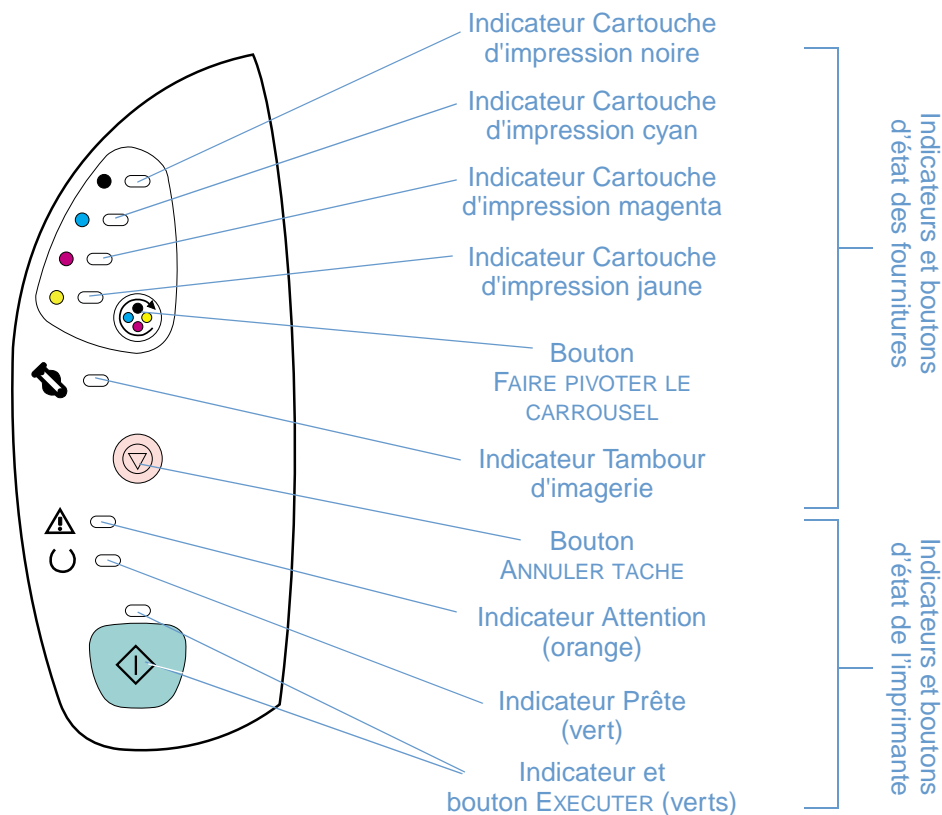 Indicateur Cartouche
d'impression noire
Indicateur Cartouche
d'impression cyan
Indicateur Cartouche
d'impression magenta
Indicateur Cartouche
d'impression jaune
Bouton
FAIRE PIVOTER LE
CARROUSEL
Indicateur Tambour
d'imagerie
Bouton
ANNULER TACHE
Indicateur Attention
(orange)
Indicateur Prête
(vert)
Indicateur et
bouton EXECUTER (verts)
Indicateurs et boutons
d'état des fournitures
Indicateurs et boutons
d'état de l'imprimante